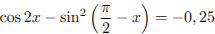 cos 2x − sin² (π/2 − x) = −0, 25